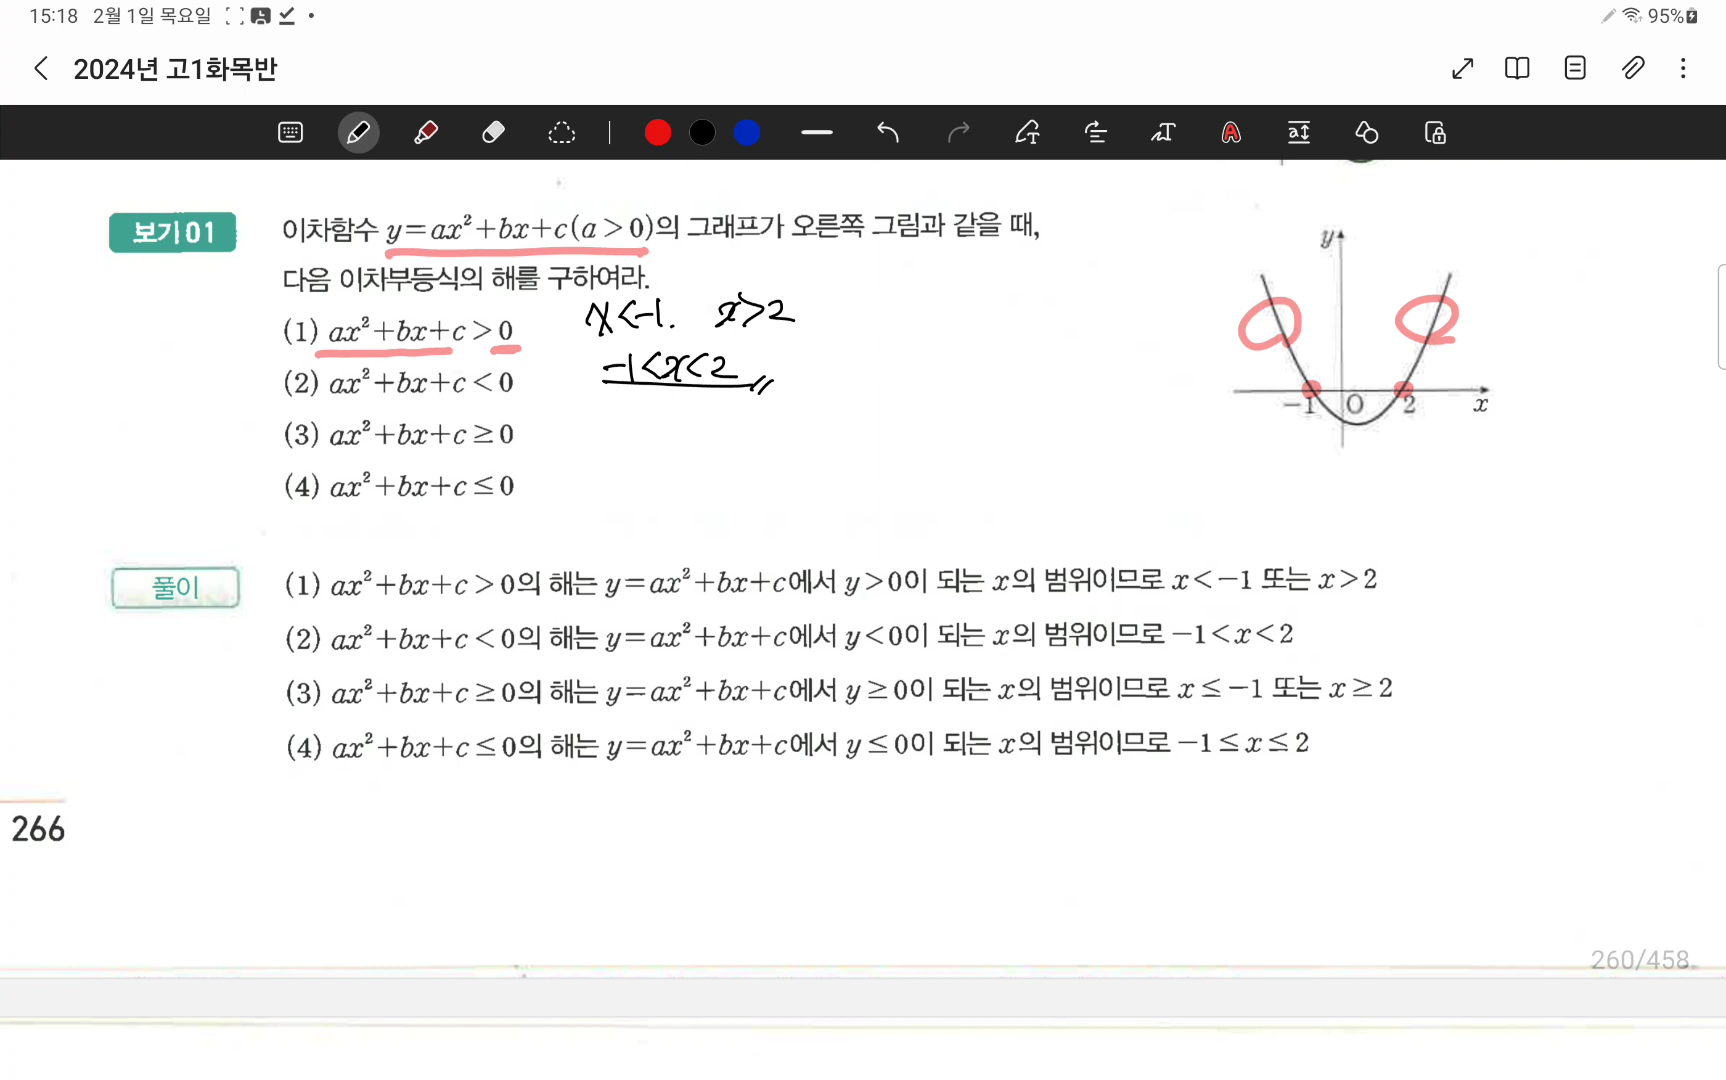 15:18 2월 1일 목요일
95%
2024년 고1화목반
보기 01
이차함수 y=ax²+bx+c(a>0)의 그래프가 오른쪽 그림과 같을 때,
다음 이차부등식의 해를 구하여라.
(1) ax²+bx+c>0
x<-1. x>2
-1<x<2
(2) ax²+bx+c<0
(3) ax²+bx+c≥0
(4) ax²+bx+c≤0
y
-1 O 2 x
풀이
(1) ax²+bx+c>0의 해는 y=ax²+bx+c에서 y>0이 되는 x의 범위이므로 x<-1 또는 x>2
(2) ax²+bx+c<0의 해는 y=ax²+bx+c에서 y<0이 되는 x의 범위이므로 -1<x<2
(3) ax²+bx+c≥0의 해는 y=ax²+bx+c에서 y≥0이 되는 x의 범위이므로 x≤-1 또는 x≥2
(4) ax²+bx+c≤0의 해는 y=ax²+bx+c에서 y≤0이 되는 x의 범위이므로 -1≤x≤2
266
260/458